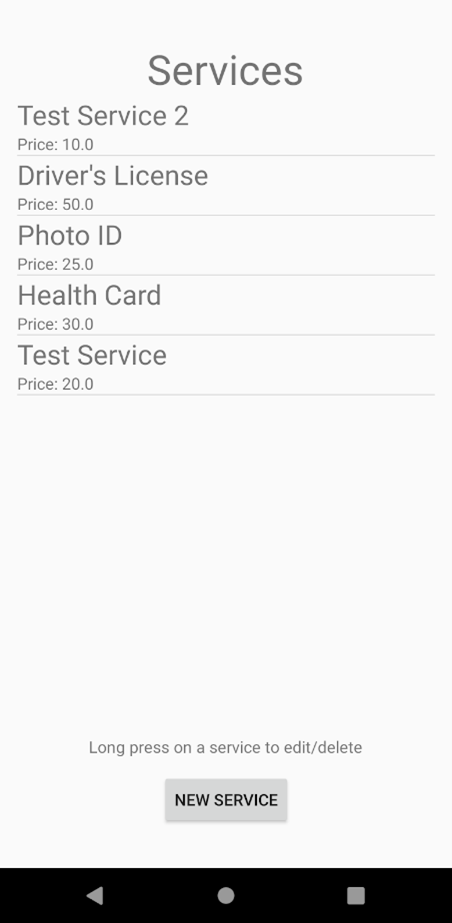 Services
Test Service 2
Price: 10.0
Driver's License
Price: 50.0
Photo ID
Price: 25.0
Health Card
Price: 30.0
Test Service
Price: 20.0
Long press on a service to edit/delete
NEW SERVICE